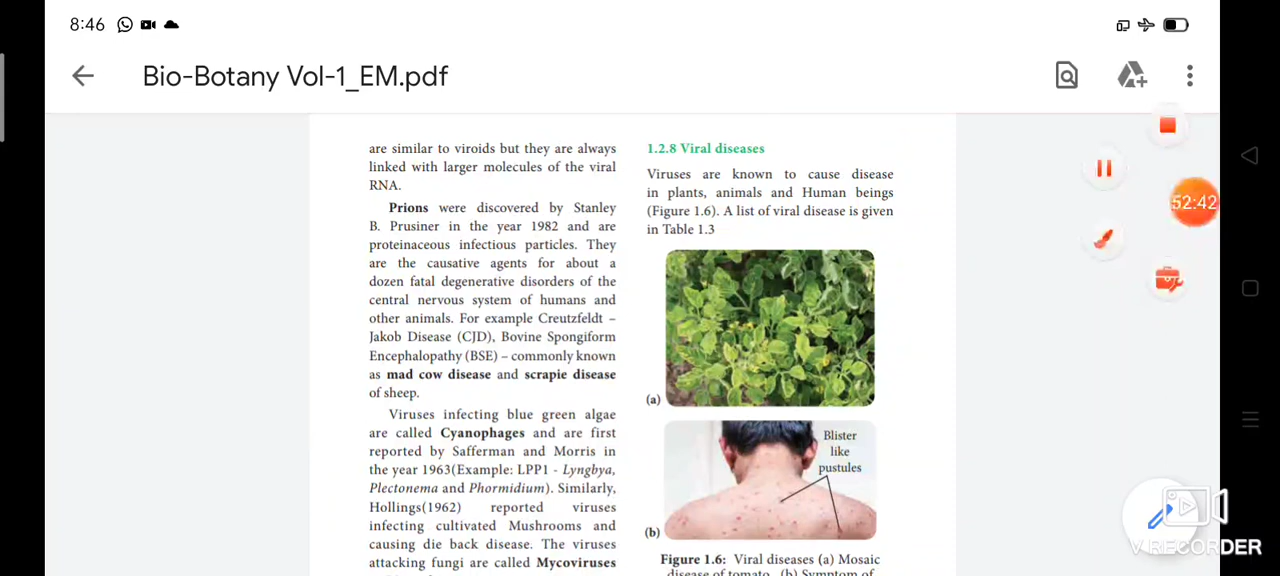 8:46
Bio-Botany Vol-1_EM.pdf
are similar to viroids but they are always
linked with larger molecules of the viral
RNA.
Prions were discovered by Stanley
B. Prusiner in the year 1982 and are
proteinaceous infectious particles. They
are the causative agents for about a
dozen fatal degenerative disorders of the
central nervous system of humans and
other animals. For example Creutzfeldt –
Jakob Disease (CJD), Bovine Spongiform
Encephalopathy (BSE) – commonly known
as mad cow disease and scrapie disease
of sheep.
Viruses infecting blue green algae
are called Cyanophages and are first
reported by Safferman and Morris in
the year 1963(Example: LPP1 - Lyngbya,
Plectonema and Phormidium). Similarly,
Hollings(1962) reported viruses
infecting cultivated Mushrooms and
causing die back disease. The viruses
attacking fungi are called Mycoviruses
1.2.8 Viral diseases
Viruses are known to cause disease
in plants, animals and Human beings
(Figure 1.6). A list of viral disease is given
in Table 1.3
(a)
Blister
like
pustules
(b)
Figure 1.6: Viral diseases (a) Mosaic
disease of tomato (b) Symptom of
52:42
V RECORDER